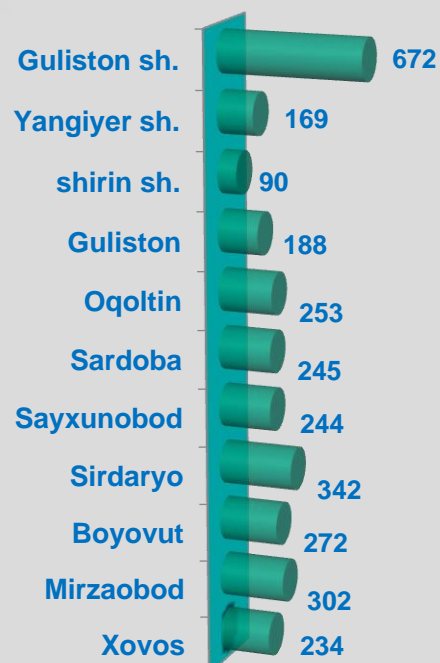 Guliston sh. 672
Yangiyer sh. 169
shirin sh. 90
Guliston 188
Oqoltin 253
Sardoba 245
Sayxunobod 244
Sirdaryo 342
Boyovut 272
Mirzaobod 302
Xovos 234